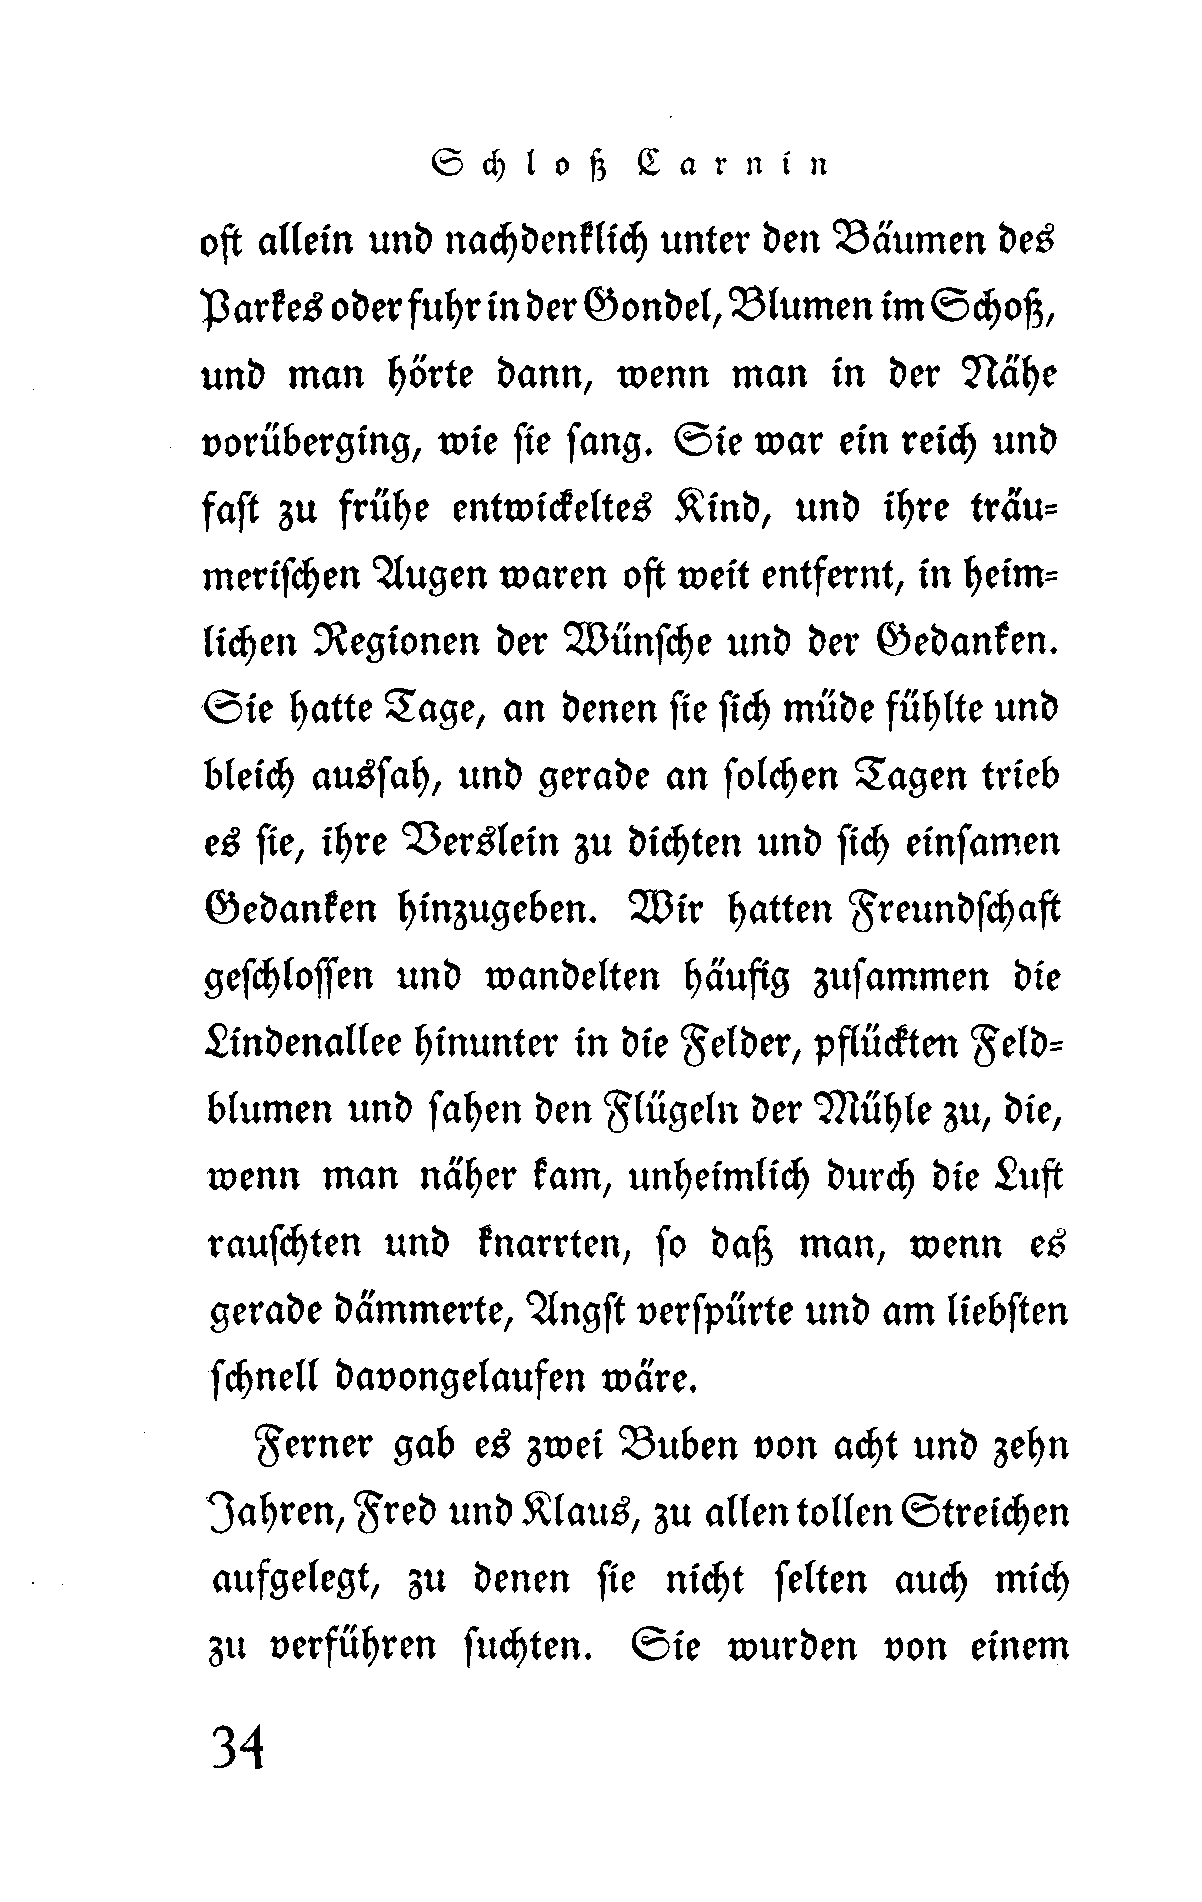 Schloß Carnin
oft allein und nachdenklich unter den Bäumen des
Parkes oder fuhr in der Gondel, Blumen im Schoß,
und man hörte dann, wenn man in der Nähe
vorüberging, wie sie sang. Sie war ein reich und
fast zu frühe entwickeltes Kind, und ihre träu-
merischen Augen waren oft weit entfernt, in heim-
lichen Regionen der Wünsche und der Gedanken.
Sie hatte Tage, an denen sie sich müde fühlte und
bleich aussah, und gerade an solchen Tagen trieb
es sie, ihre Verslein zu dichten und sich einsamen
Gedanken hinzugeben. Wir hatten Freundschaft
geschlossen und wandelten häufig zusammen die
Lindenallee hinunter in die Felder, pflückten Feld-
blumen und sahen den Flügeln der Mühle zu, die,
wenn man näher kam, unheimlich durch die Luft
rauschten und knarrten, so daß man, wenn es
gerade dämmerte, Angst verspürte und am liebsten
schnell davongelaufen wäre.
Ferner gab es zwei Buben von acht und zehn
Jahren, Fred und Klaus, zu allen tollen Streichen
aufgelegt, zu denen sie nicht selten auch mich
zu verführen suchten. Sie wurden von einem
34